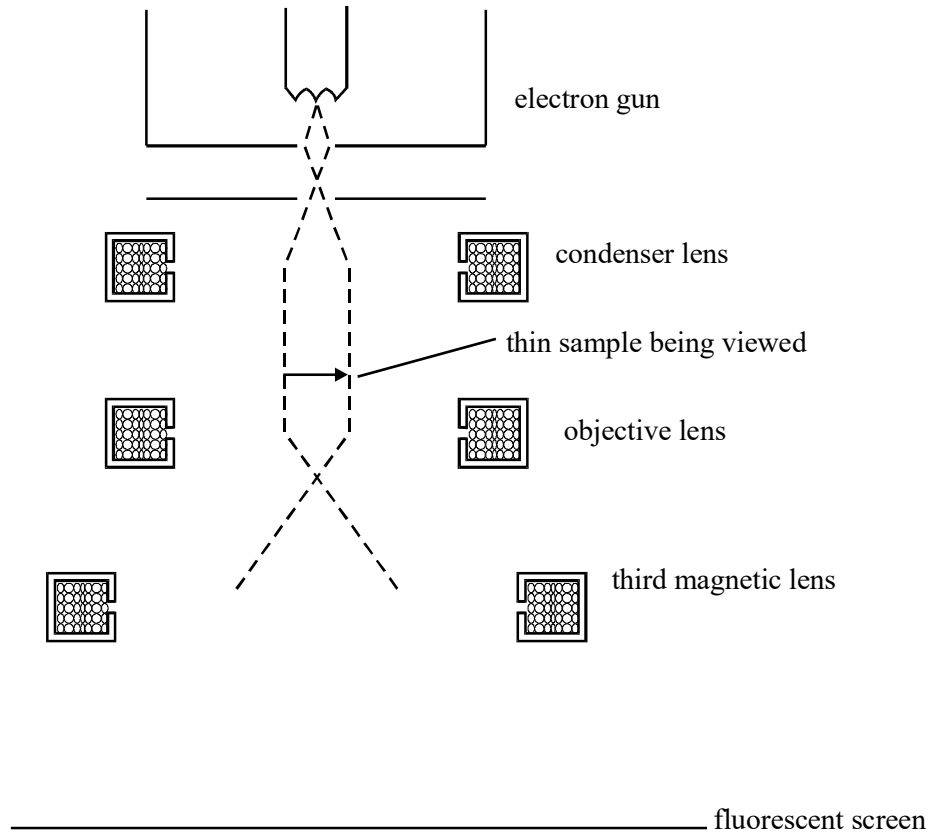 electron gun
condenser lens
thin sample being viewed
objective lens
third magnetic lens
fluorescent screen